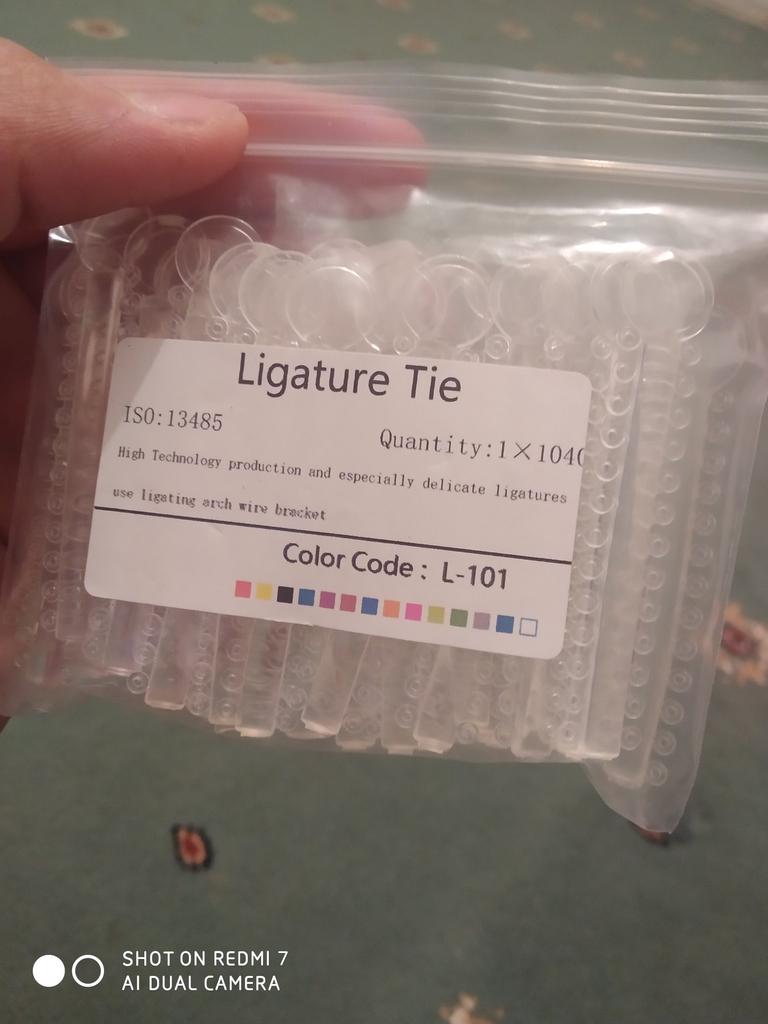 Ligature Tie
ISO:13485
Quantity:1×1040
High Technology production and especially delicate ligatures
use ligating arch wire bracket
Color Code : L-101
SHOT ON REDMI 7
AI DUAL CAMERA